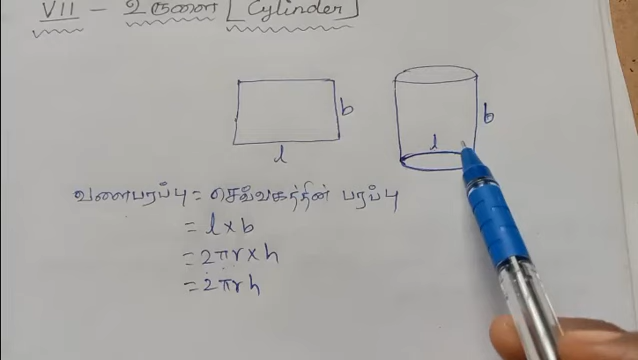 VII - உருளை [Cylinder]
b
l
b
l
வளைபரப்பு = செவ்வகத்தின் பரப்பு
= l x b
= 2πr x h
= 2πrh